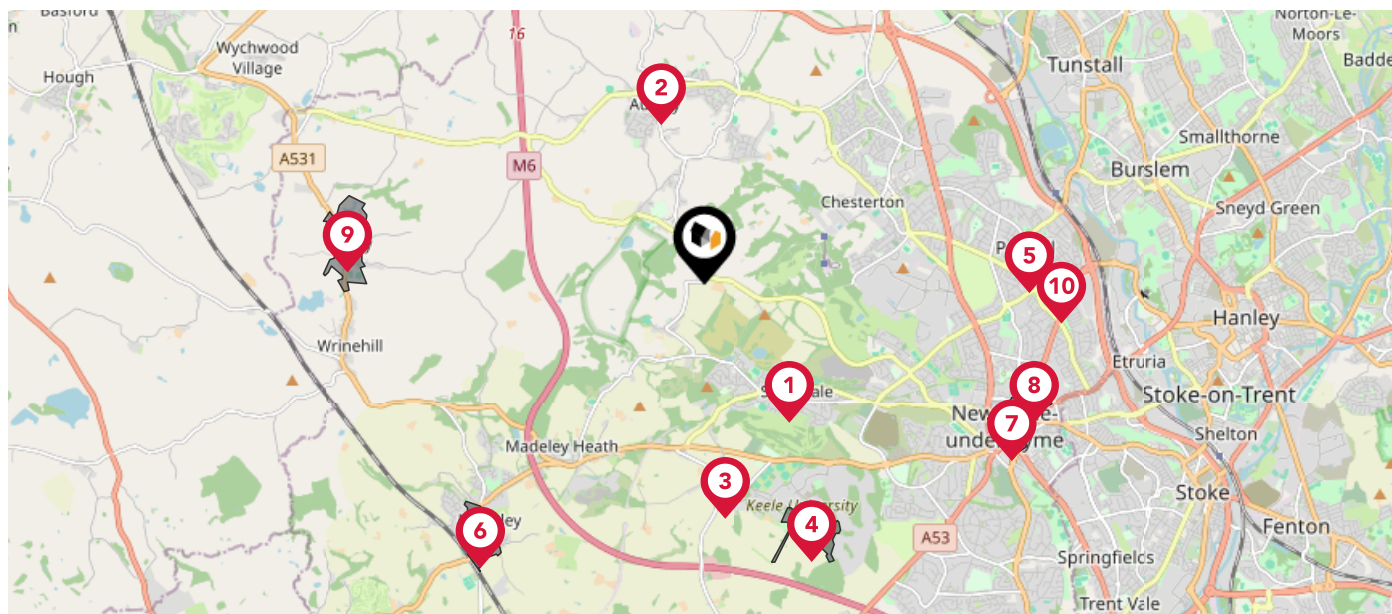 Basford
16
Norton-Le-
Moors
Wychwood
Village
Hough
Tunstall
Badde
2
A531
M6
Smallthorne
Burslem
Chesterton
Sneyd Green
9
5
10
Hanley
Wrinehill
Etruria
1
8
Stoke-on-Trent
7
Madeley Heath
Shelton
3
Keele University
Stoke
4
6
A53
Fenton
Springfields
Trent Vale